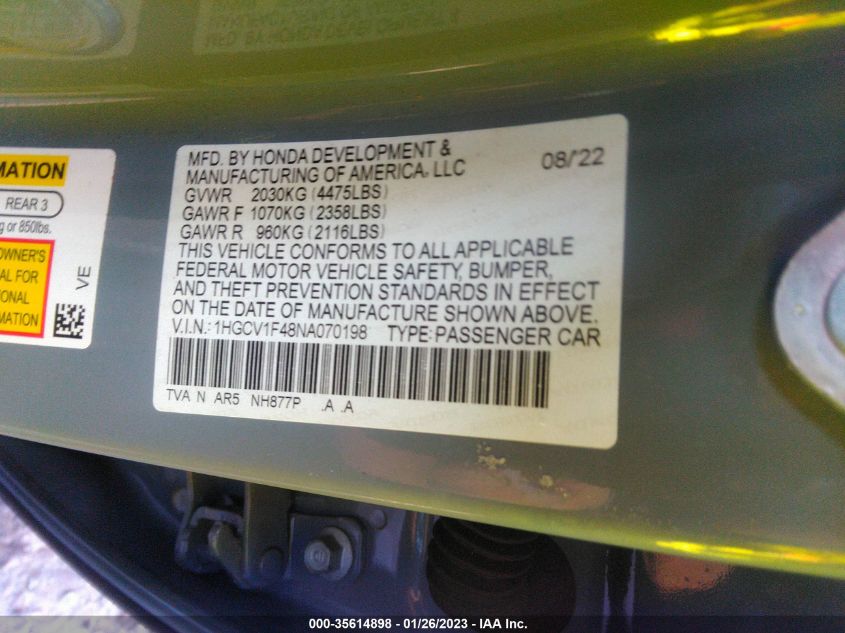 MFD. BY HONDA DEVELOPMENT &
MANUFACTURING OF AMERICA, LLC
08/'22
GVWR 2030KG (4475LBS)
GAWR F 1070KG (2358LBS)
GAWR R 960KG (2116LBS)
THIS VEHICLE CONFORMS TO ALL APPLICABLE
FEDERAL MOTOR VEHICLE SAFETY, BUMPER,
AND THEFT PREVENTION STANDARDS IN EFFECT
ON THE DATE OF MANUFACTURE SHOWN ABOVE.
V.I.N.: 1HGCV1F48NA070198 TYPE: PASSENGER CAR
TVA N AR5 NH877P .A .A
MATION
REAR 3
g or 850lbs.
OWNER'S
AL FOR
IONAL
RMATION
VE
000-35614898 - 01/26/2023 - IAA Inc.